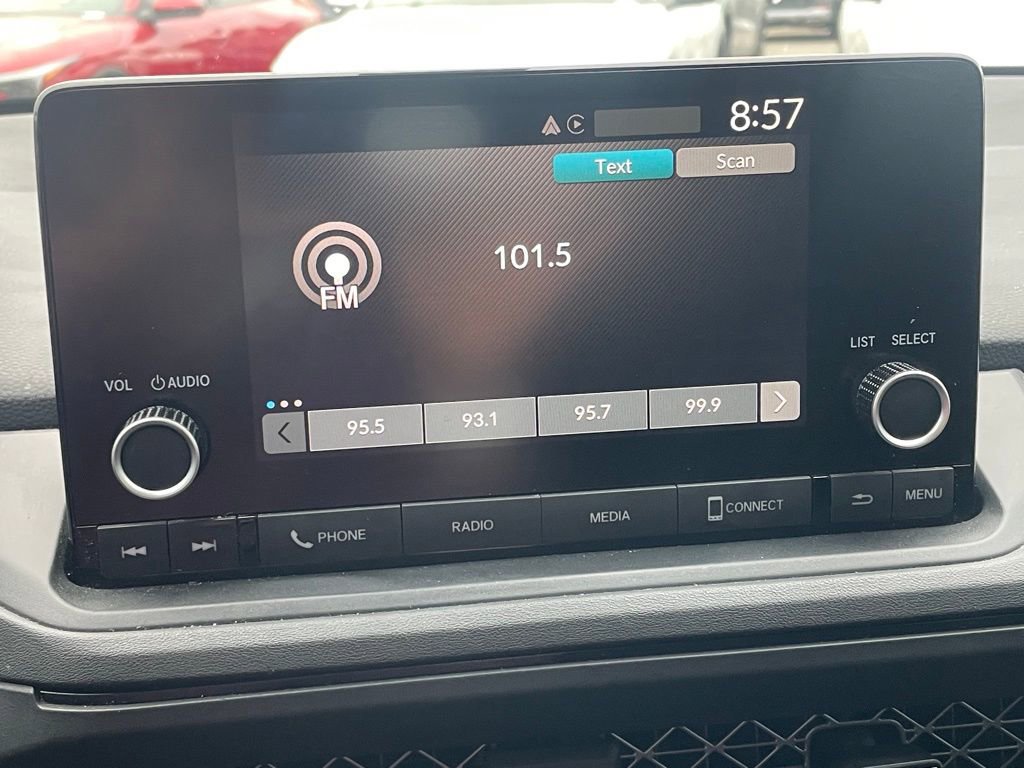 8:57
Text Scan
FM
101.5
LIST SELECT
VOL AUDIO
95.5 93.1 95.7 99.9
PHONE RADIO MEDIA CONNECT MENU